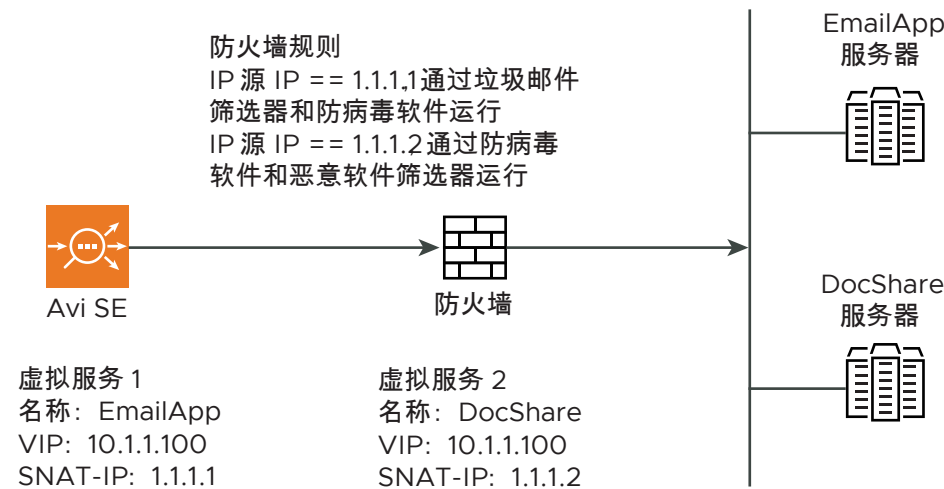 防火墙规则
IP 源 IP == 1.1.1.1,通过垃圾邮件
筛选器和防病毒软件运行
IP 源 IP == 1.1.1.2,通过防病毒
软件和恶意软件筛选器运行
EmailApp
服务器
Avi SE
防火墙
DocShare
服务器
虚拟服务 1
名称：EmailApp
VIP：10.1.1.100
SNAT-IP：1.1.1.1
虚拟服务 2
名称：DocShare
VIP：10.1.1.100
SNAT-IP：1.1.1.2